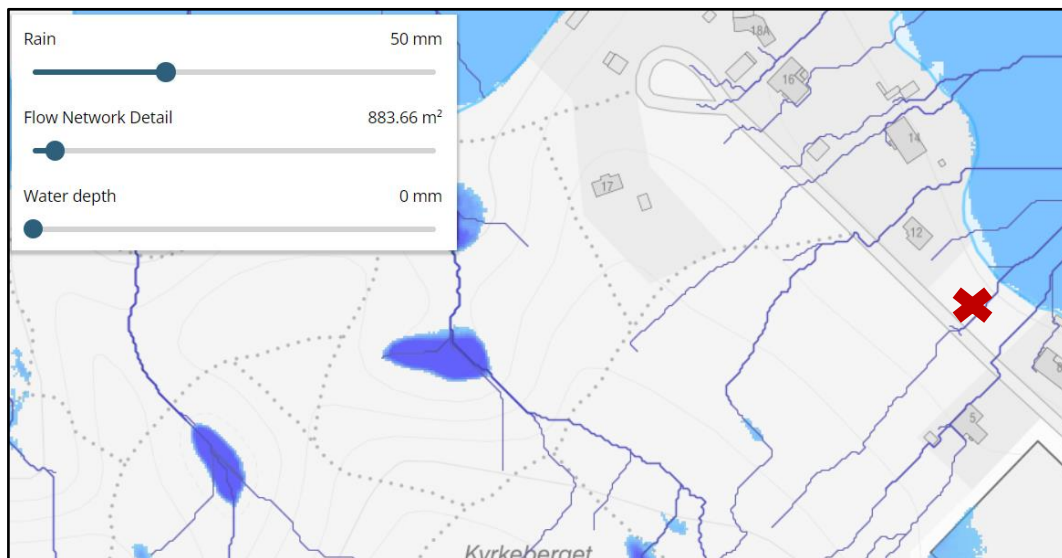 Rain 50 mm
Flow Network Detail 883.66 m²
Water depth 0 mm
18A
16
14
17
12
5
Kyrkeberget